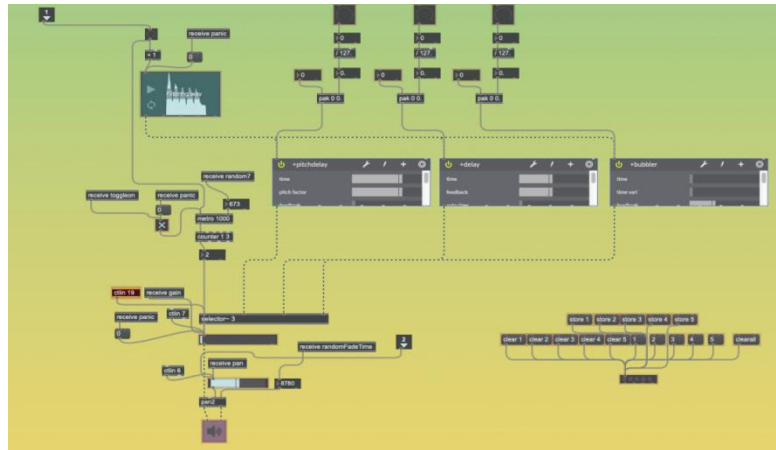 1
receive panic
+ 1
0
>0
>0
>0
/ 127.
/ 127.
/ 127.
>0
>0.
>0
>0.
>0
>0.
pak 0 0.
pak 0 0.
pak 0 0.
+pitchdelay
time
pitch factor
+delay
time
feedback
+bubbler
time
time vari
feedback
receive random7
receive toggleon
receive panic
0
673
metro 1000
counter 1 3
>2
ctlin 19
receive gain
ctlin 7
selector~ 3
receive panic
0
receive randomFadeTime
2
receive pan
ctlin 6
8780
pan2
store 1
store 2
store 3
store 4
store 5
clear 1
clear 2
clear 3
clear 4
clear 5
1
2
3
4
5
clearall